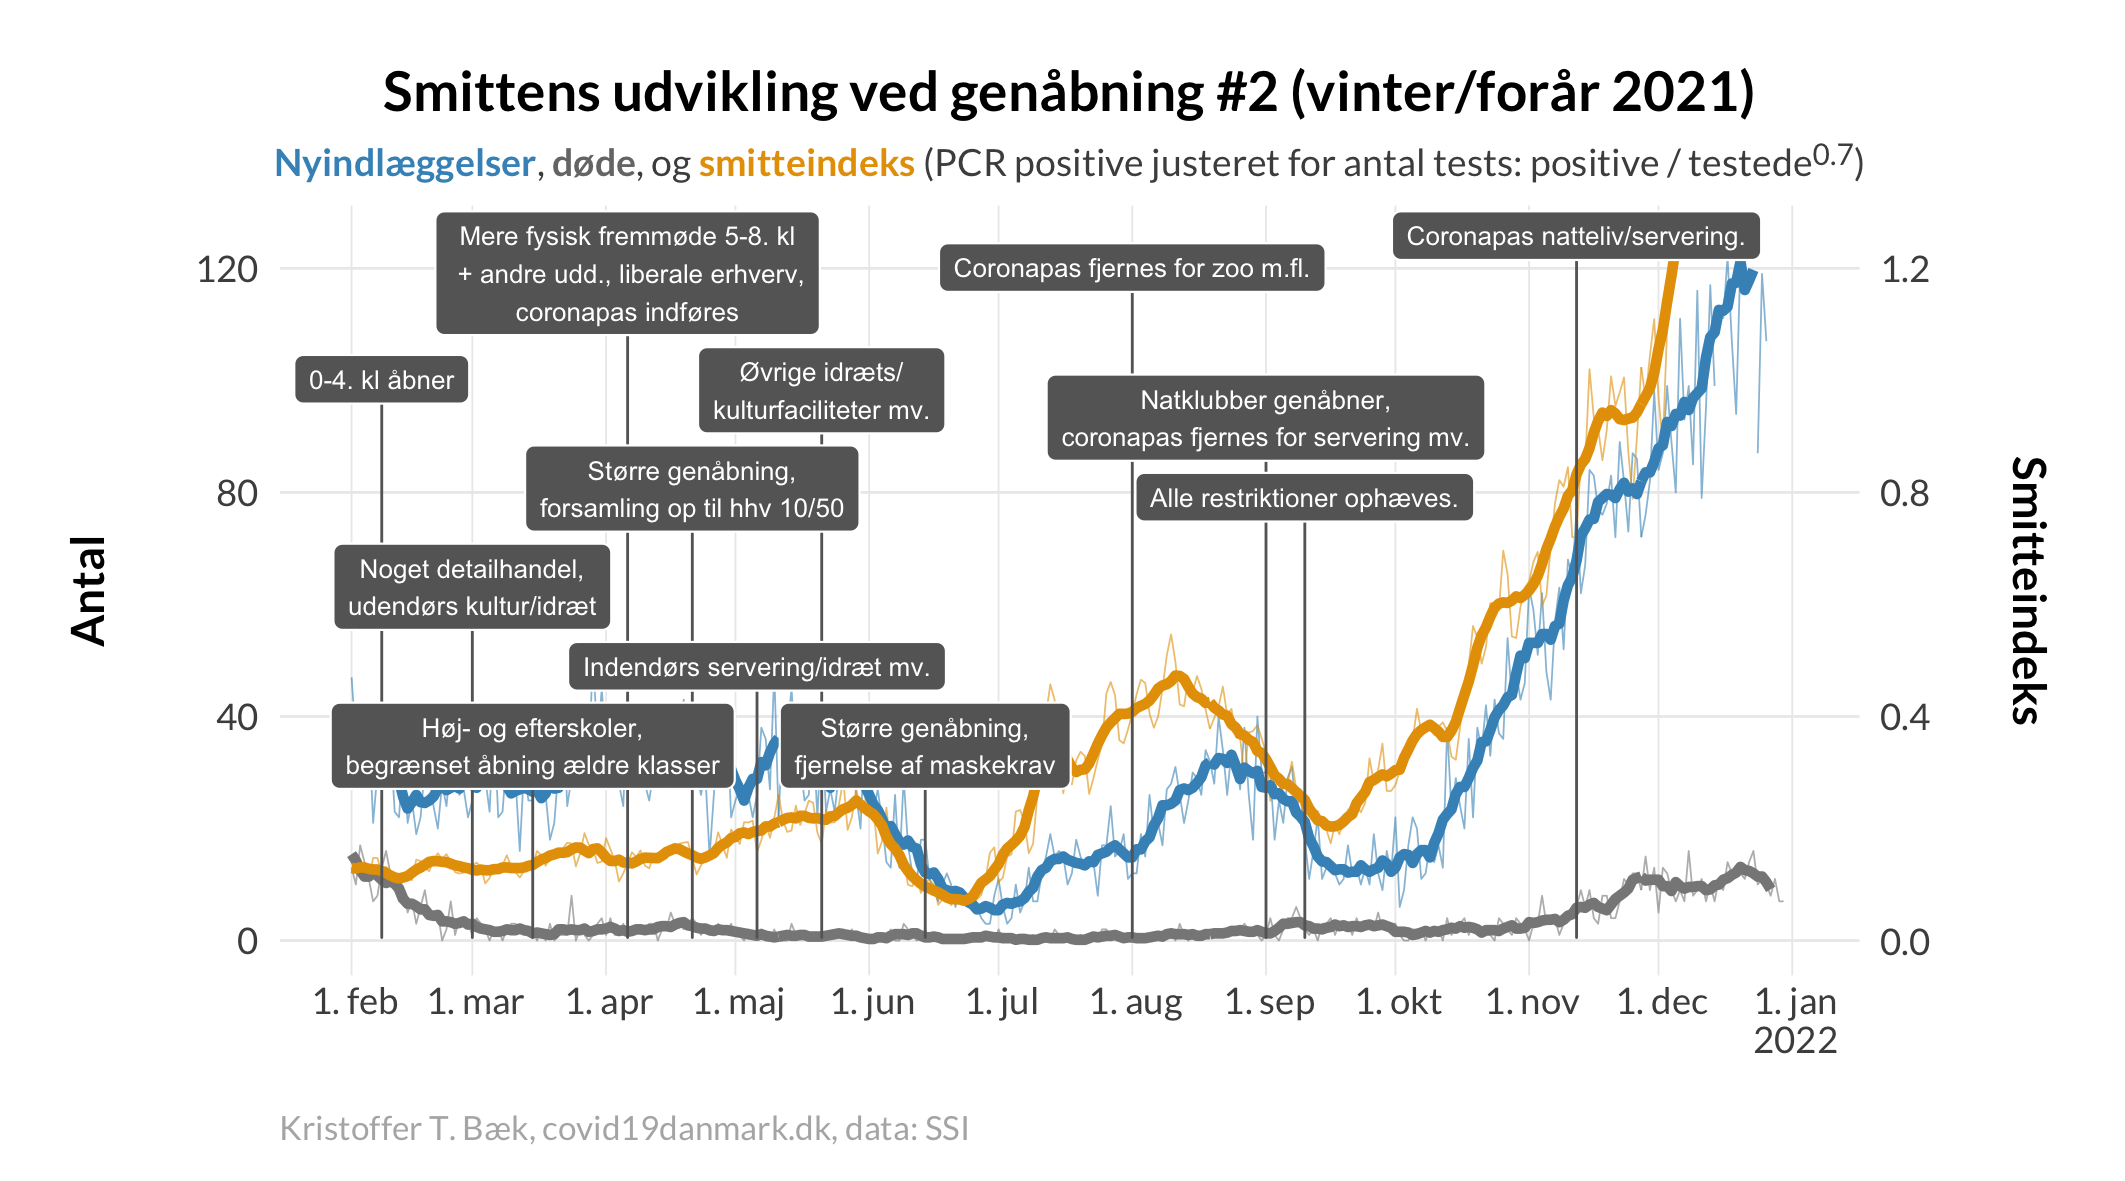 Smittens udvikling ved genåbning #2 (vinter/forår 2021)
Nyindlæggelser, døde, og smitteindeks (PCR positive justeret for antal tests: positive / testede^0.7)
Mere fysisk fremmøde 5-8. kl
+ andre udd., liberale erhverv,
coronapas indføres
Coronapas natteliv/servering.
Coronapas fjernes for zoo m.fl.
0-4. kl åbner
Øvrige idræts/
kulturfaciliteter mv.
Natklubber genåbner,
coronapas fjernes for servering mv.
Større genåbning,
forsamling op til hhv 10/50
Alle restriktioner ophæves.
Noget detailhandel,
udendørs kultur/idræt
Indendørs servering/idræt mv.
Høj- og efterskoler,
begrænset åbning ældre klasser
Større genåbning,
fjernelse af maskekrav
Antal
120
80
40
0
Smitteindeks
1.2
0.8
0.4
0.0
1. feb
1. mar
1. apr
1. maj
1. jun
1. jul
1. aug
1. sep
1. okt
1. nov
1. dec
1. jan
2022
Kristoffer T. Bæk, covid19danmark.dk, data: SSI